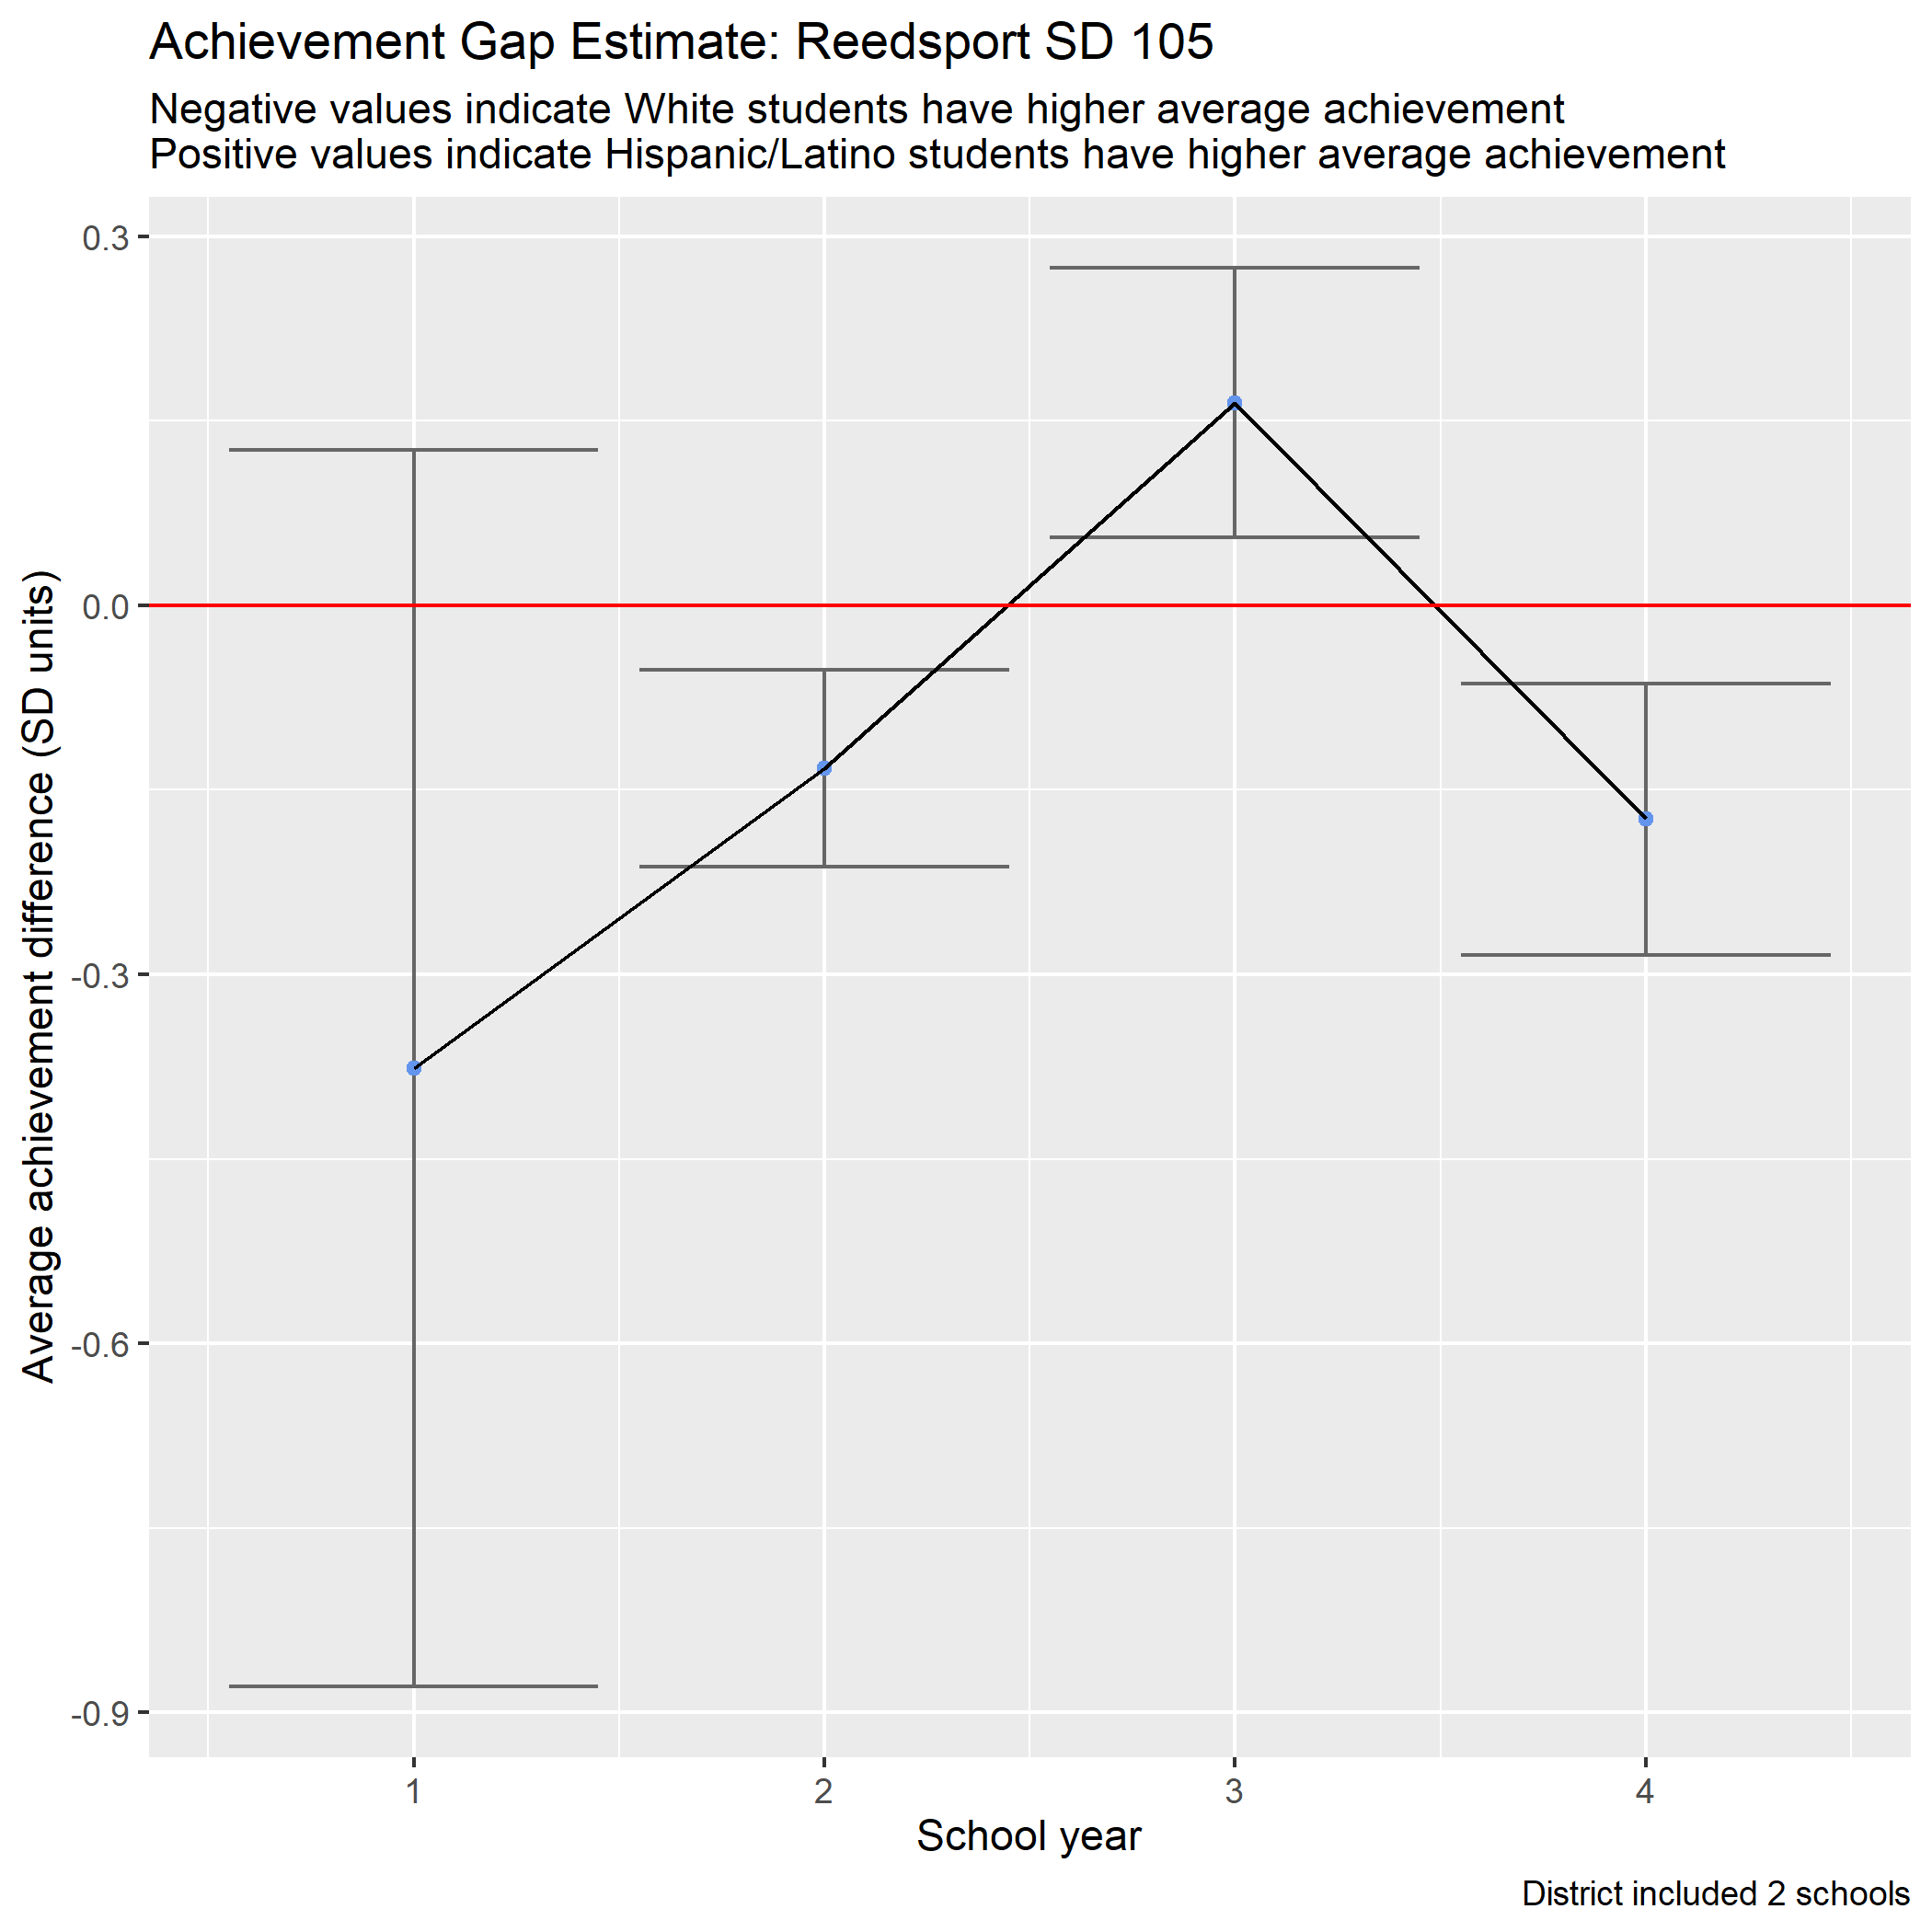 Achievement Gap Estimate: Reedsport SD 105
Negative values indicate White students have higher average achievement
Positive values indicate Hispanic/Latino students have higher average achievement
Average achievement difference (SD units)
0.3
0.0
-0.3
-0.6
-0.9
1
2
3
4
School year
District included 2 schools